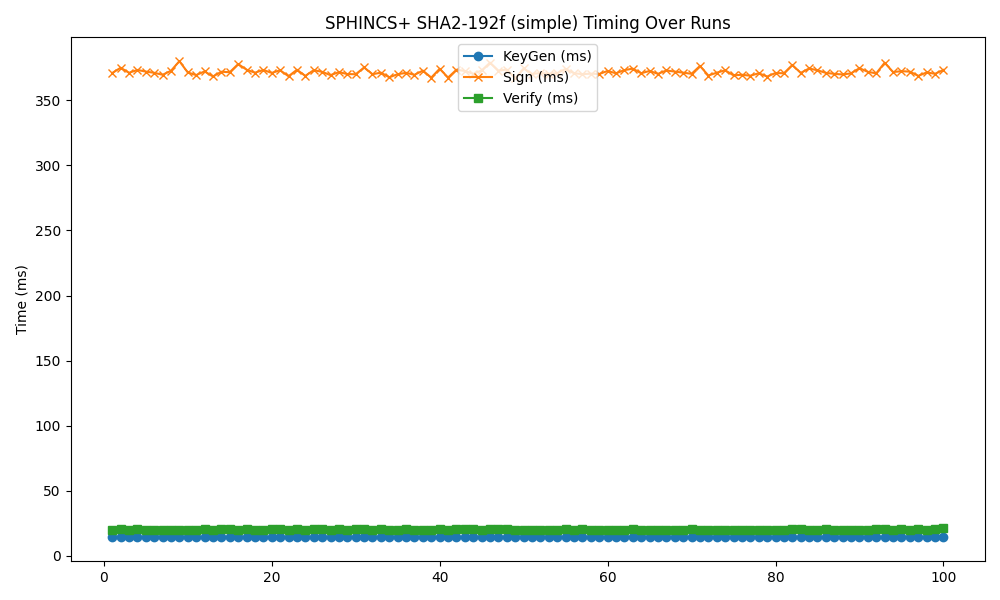 SPHINCS+ SHA2-192f (simple) Timing Over Runs
KeyGen (ms)
Sign (ms)
Verify (ms)
Time (ms)
350
300
250
200
150
100
50
0
0
20
40
60
80
100